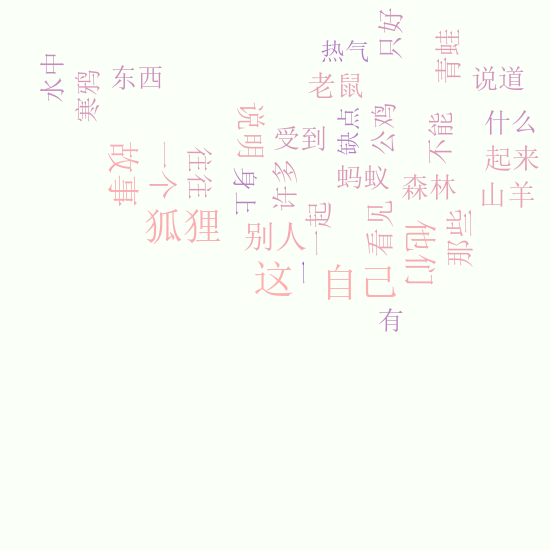 只好
热气
青蛙
水中
寒鸦
东西
老鼠
说道
说明
受到
缺点
公鸡
不能
什么
故事
一个
往往
身上
许多
蚂蚁
森林
起来
山羊
狐狸
别人
一起
看见
他们
那些
这
一
自己
有